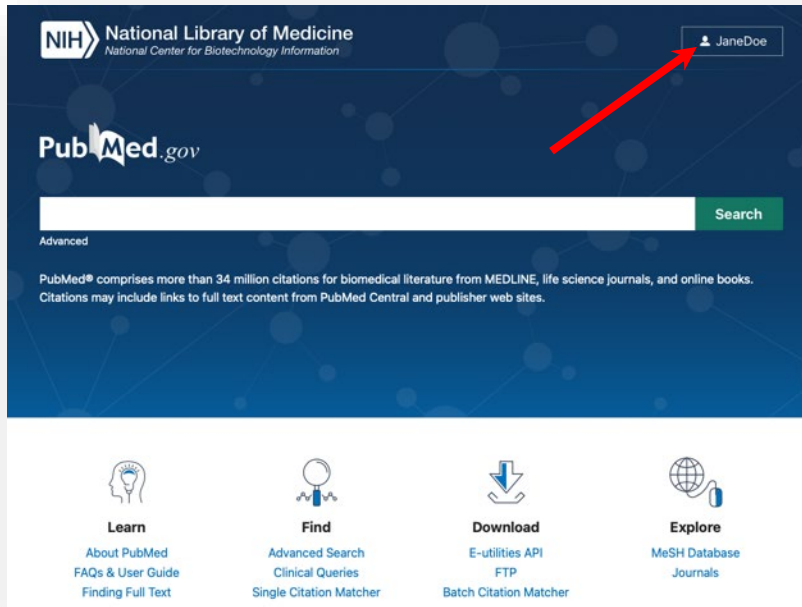 NIH National Library of Medicine
National Center for Biotechnology Information
JaneDoe
PubMed.gov
Search
Advanced
PubMed® comprises more than 34 million citations for biomedical literature from MEDLINE, life science journals, and online books.
Citations may include links to full text content from PubMed Central and publisher web sites.
Learn
About PubMed
FAQs & User Guide
Finding Full Text
Find
Advanced Search
Clinical Queries
Single Citation Matcher
Download
E-utilities API
FTP
Batch Citation Matcher
Explore
MeSH Database
Journals